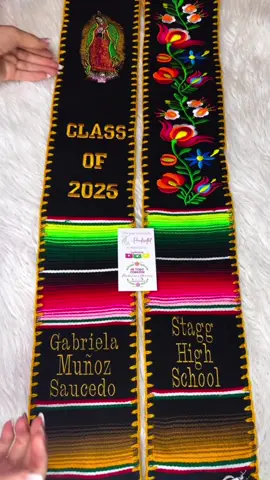 CLASS
OF
2025
Gabriela
Muñoz
Saucedo
Stagg
High
School